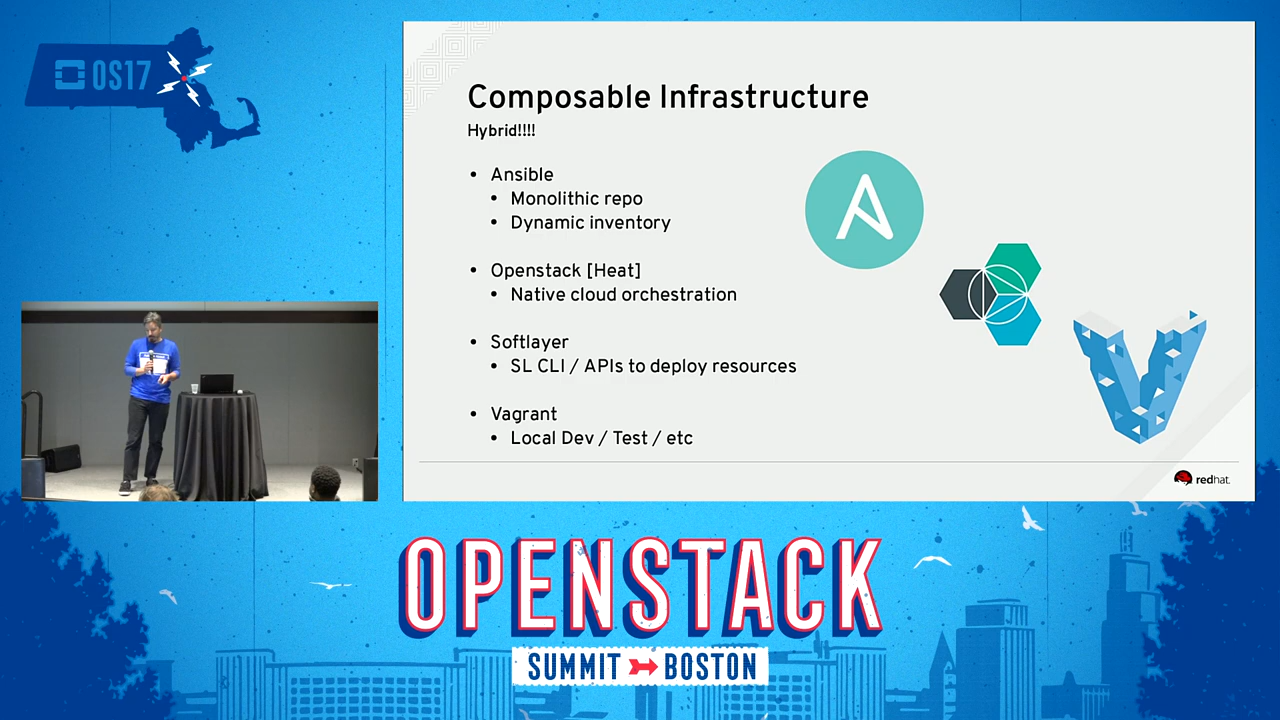 OS17
Composable Infrastructure
Hybrid!!!!
• Ansible
• Monolithic repo
• Dynamic inventory
• Openstack [Heat]
• Native cloud orchestration
• Softlayer
• SL CLI / APIs to deploy resources
• Vagrant
• Local Dev / Test / etc
redhat.
OPENSTACK
SUMMIT BOSTON